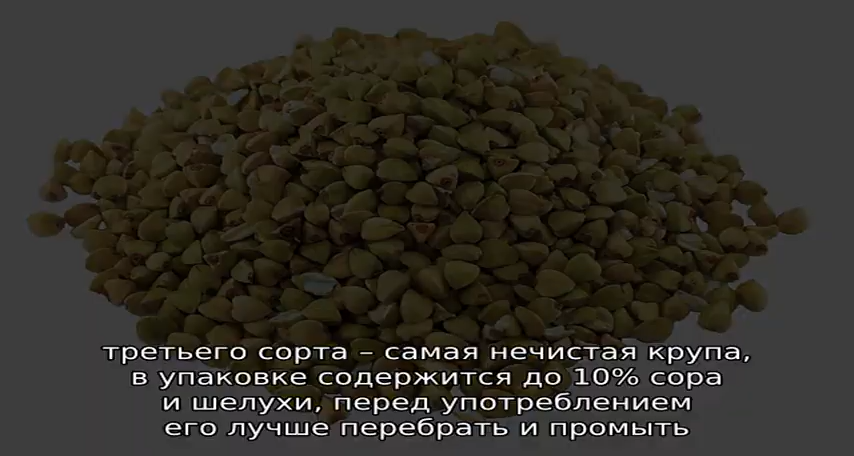 третьего сорта – самая нечистая крупа,
в упаковке содержится до 10% сора
и шелухи, перед употреблением
его лучше перебрать и промыть